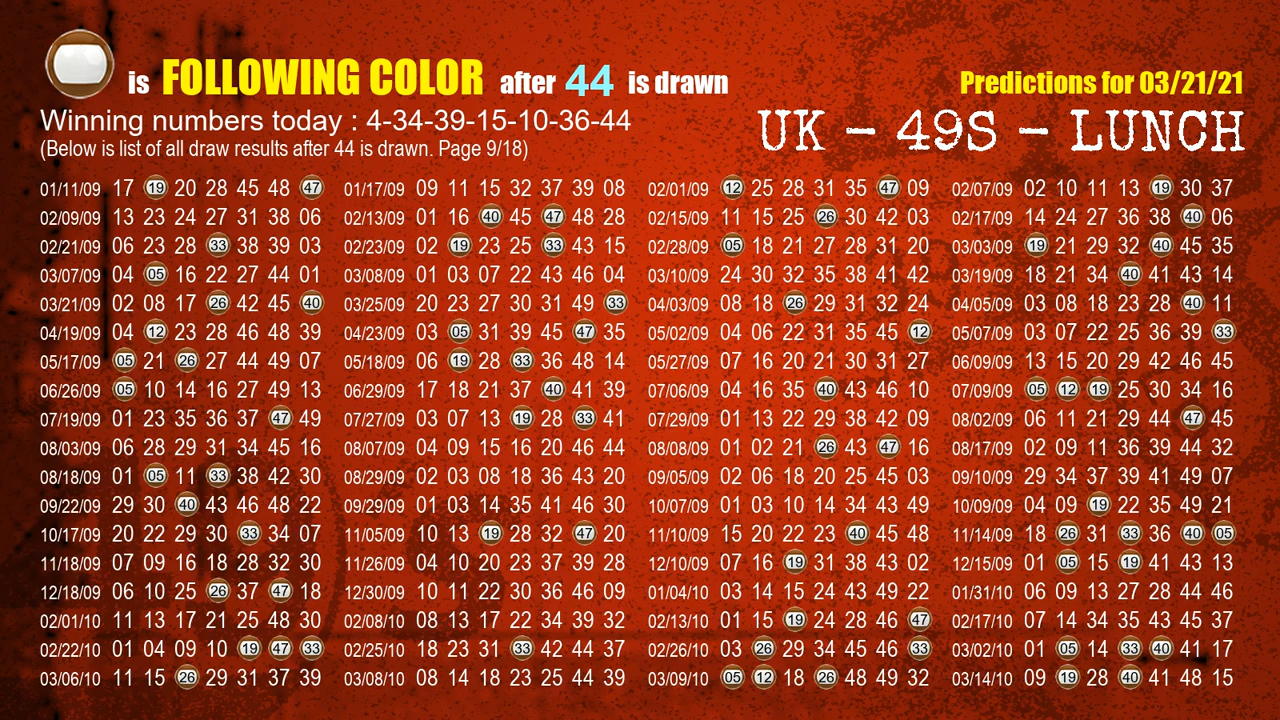 is FOLLOWING COLOR after 44 is drawn
Predictions for 03/21/21
Winning numbers today : 4-34-39-15-10-36-44
UK - 49S - LUNCH
(Below is list of all draw results after 44 is drawn. Page 9/18)
01/11/09 17 19 20 28 45 48 47 01/17/09 09 11 15 32 37 39 08 02/01/09 12 25 28 31 35 47 09 02/07/09 02 10 11 13 19 30 37
02/09/09 13 23 24 27 31 38 06 02/13/09 01 16 40 45 47 48 28 02/15/09 11 15 25 26 30 42 03 02/17/09 14 24 27 36 38 40 06
02/21/09 06 23 28 33 38 39 03 02/23/09 02 19 23 25 33 43 15 02/28/09 05 18 21 27 28 31 20 03/03/09 19 21 29 32 40 45 35
03/07/09 04 05 16 22 27 44 01 03/08/09 01 03 07 22 43 46 04 03/10/09 24 30 32 35 38 41 42 03/19/09 18 21 34 40 41 43 14
03/21/09 02 08 17 26 42 45 40 03/25/09 20 23 27 30 31 49 33 04/03/09 08 18 26 29 31 32 24 04/05/09 03 08 18 23 28 40 11
04/19/09 04 12 23 28 46 48 39 04/23/09 03 05 31 39 45 47 35 05/02/09 04 06 22 31 35 45 12 05/07/09 03 07 22 25 36 39 33
05/17/09 05 21 26 27 44 49 07 05/18/09 06 19 28 33 36 48 14 05/27/09 07 16 20 21 30 31 27 06/09/09 13 15 20 29 42 46 45
06/26/09 05 10 14 16 27 49 13 06/29/09 17 18 21 37 40 41 39 07/06/09 04 16 35 40 43 46 10 07/09/09 05 12 19 25 30 34 16
07/19/09 01 23 35 36 37 47 49 07/27/09 03 07 13 19 28 33 41 07/29/09 01 13 22 29 38 42 09 08/02/09 06 11 21 29 44 47 45
08/03/09 06 28 29 31 34 45 16 08/07/09 04 09 15 16 20 46 44 08/08/09 01 02 21 26 43 47 16 08/17/09 02 09 11 36 39 44 32
08/18/09 01 05 11 33 38 42 30 08/29/09 02 03 08 18 36 43 20 09/05/09 02 06 18 20 25 45 03 09/10/09 29 34 37 39 41 49 07
09/22/09 29 30 40 43 46 48 22 09/29/09 01 03 14 35 41 46 30 10/07/09 01 03 10 14 34 43 49 10/09/09 04 09 19 22 35 49 21
10/17/09 20 22 29 30 33 34 07 11/05/09 10 13 19 28 32 47 20 11/10/09 15 20 22 23 40 45 48 11/14/09 18 26 31 33 36 40 05
11/18/09 07 09 16 18 28 32 30 11/26/09 04 10 20 23 37 39 28 12/10/09 07 16 19 31 38 43 02 12/15/09 01 05 15 19 41 43 13
12/18/09 06 10 25 26 37 47 18 12/30/09 10 11 22 30 36 46 09 01/04/10 03 14 15 24 43 49 22 01/31/10 06 09 13 27 28 44 46
02/01/10 11 13 17 21 25 48 30 02/08/10 08 13 17 22 34 39 32 02/13/10 01 15 19 24 28 46 47 02/17/10 07 14 34 35 43 45 37
02/22/10 01 04 09 10 19 47 33 02/25/10 18 23 31 33 42 44 37 02/26/10 03 26 29 34 45 46 33 03/02/10 01 05 14 33 40 41 17
03/06/10 11 15 26 29 31 37 39 03/08/10 08 14 18 23 25 44 39 03/09/10 05 12 18 26 48 49 32 03/14/10 09 19 28 40 41 48 15